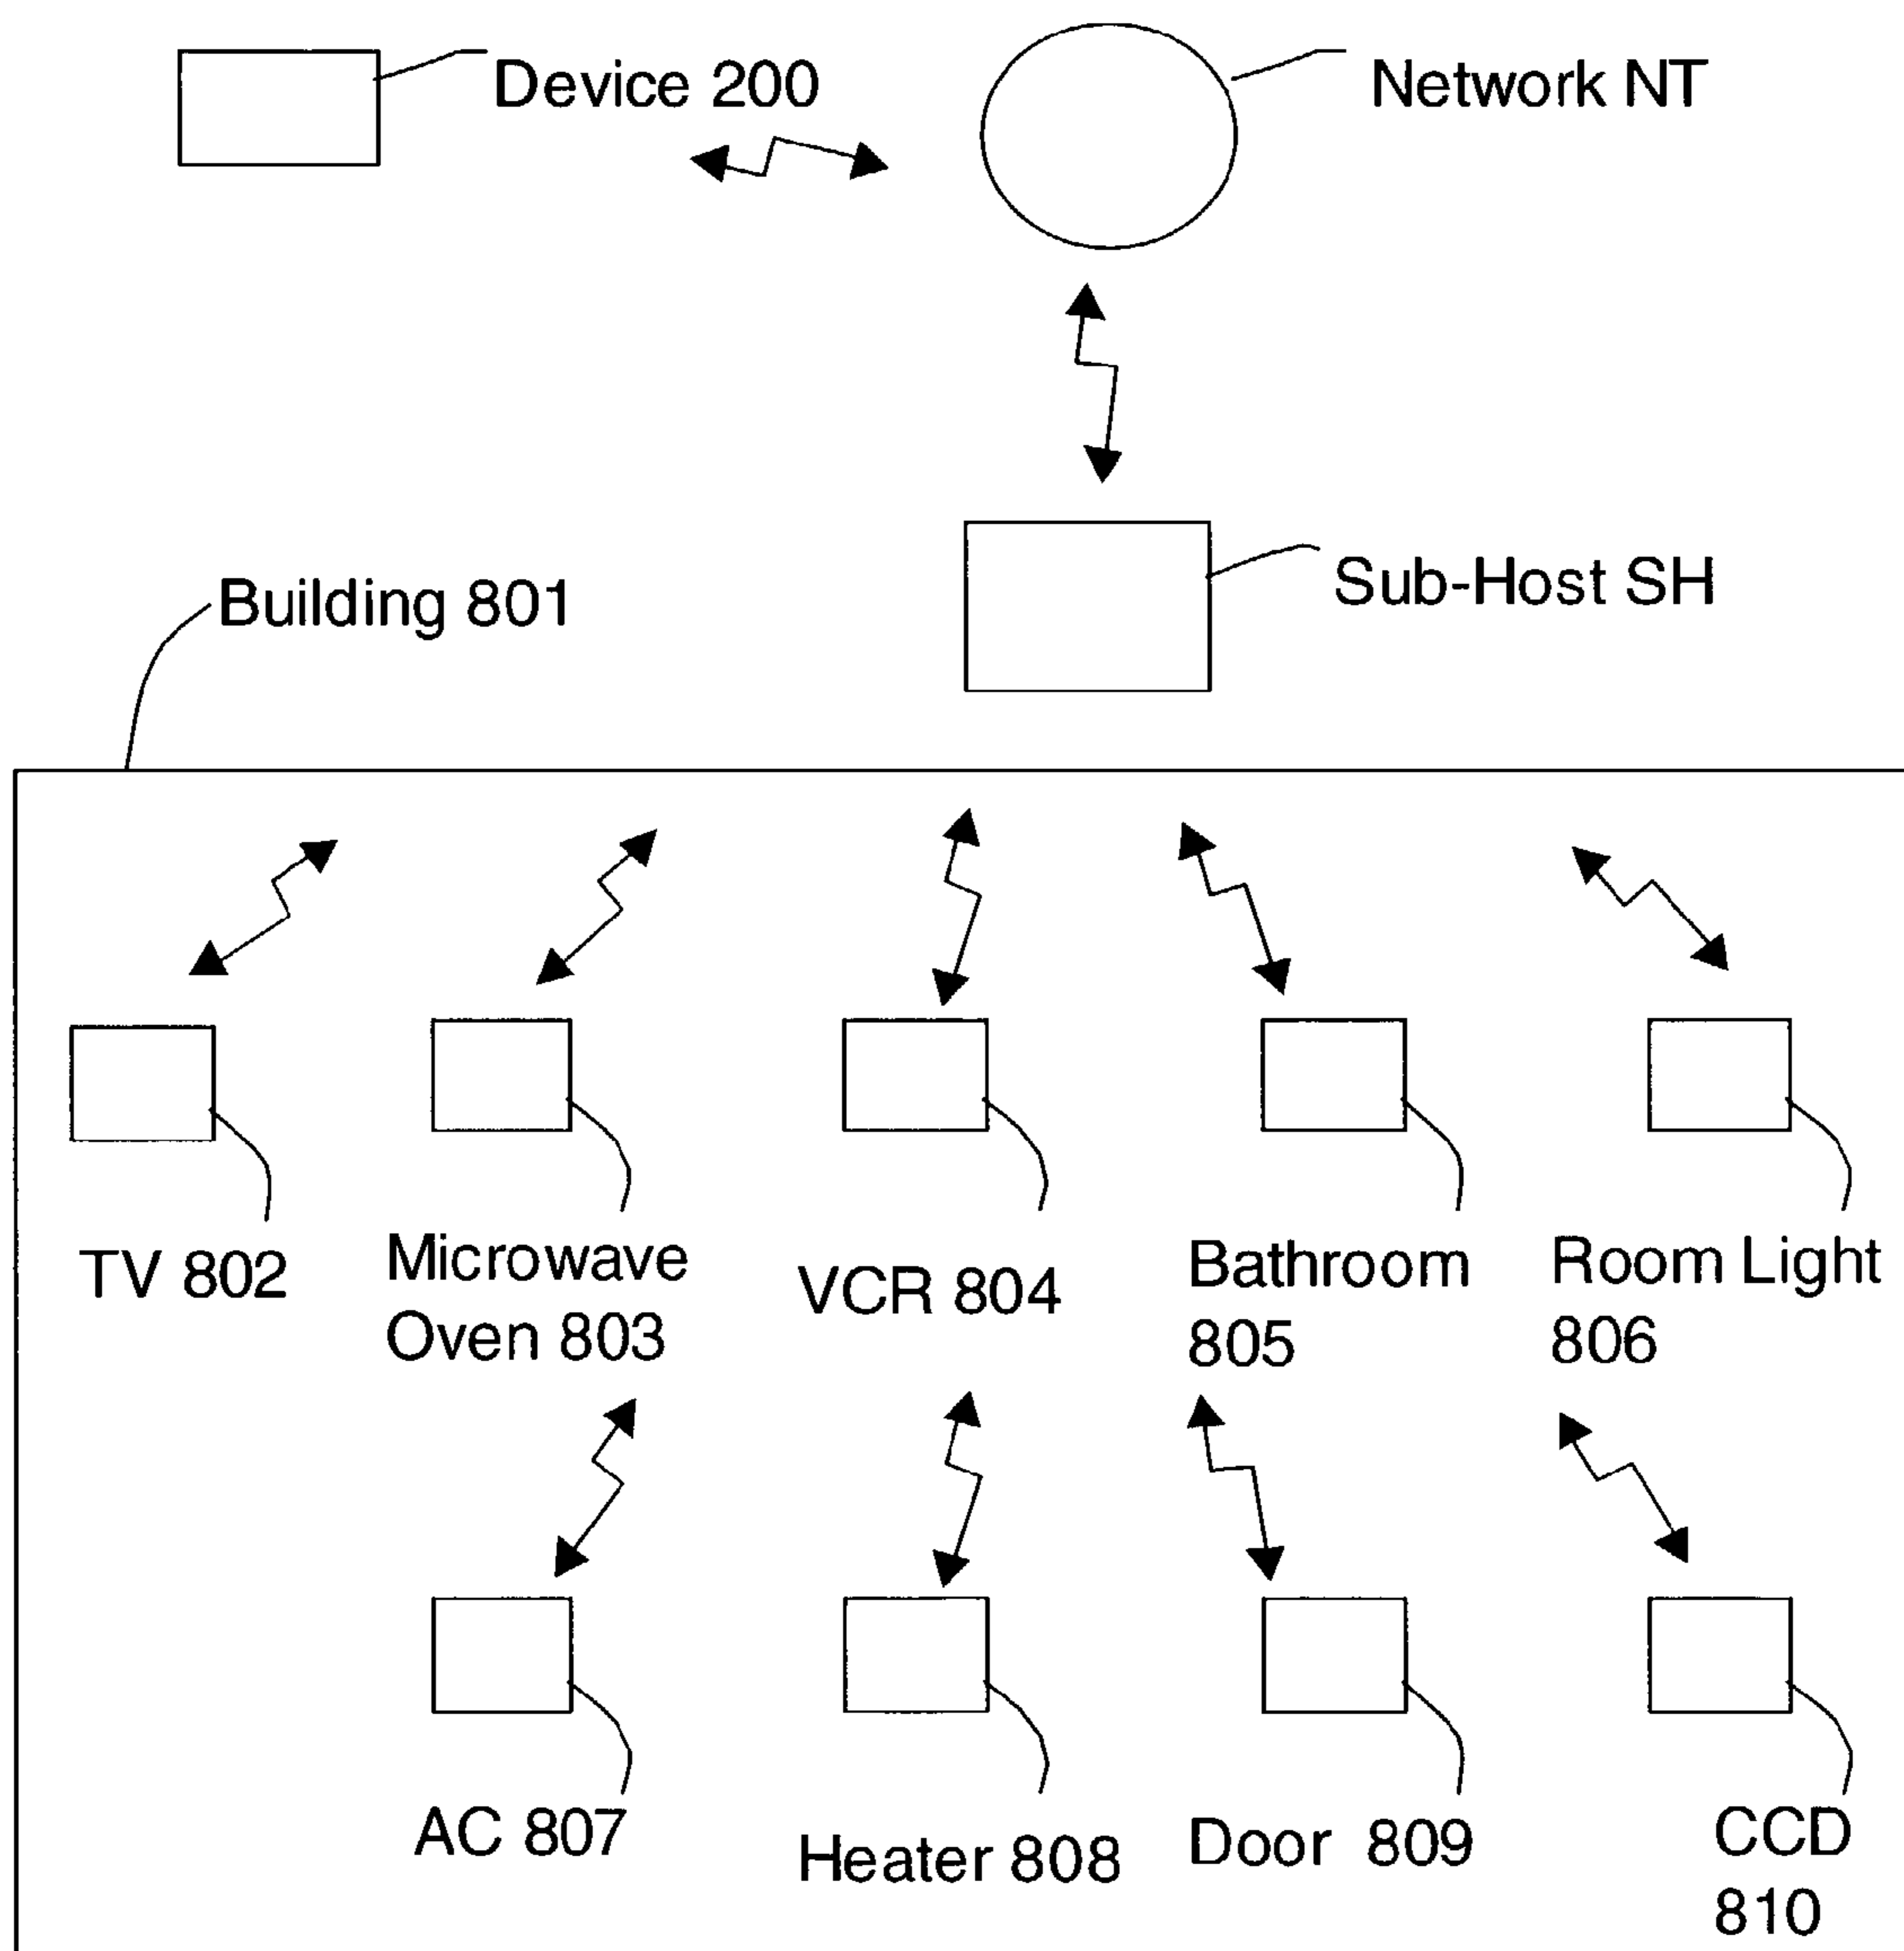 Device 200
Network NT
Sub-Host SH
Building 801
TV 802
Microwave
Oven 803
VCR 804
Bathroom
805
Room Light
806
AC 807
Heater 808
Door 809
CCD
810